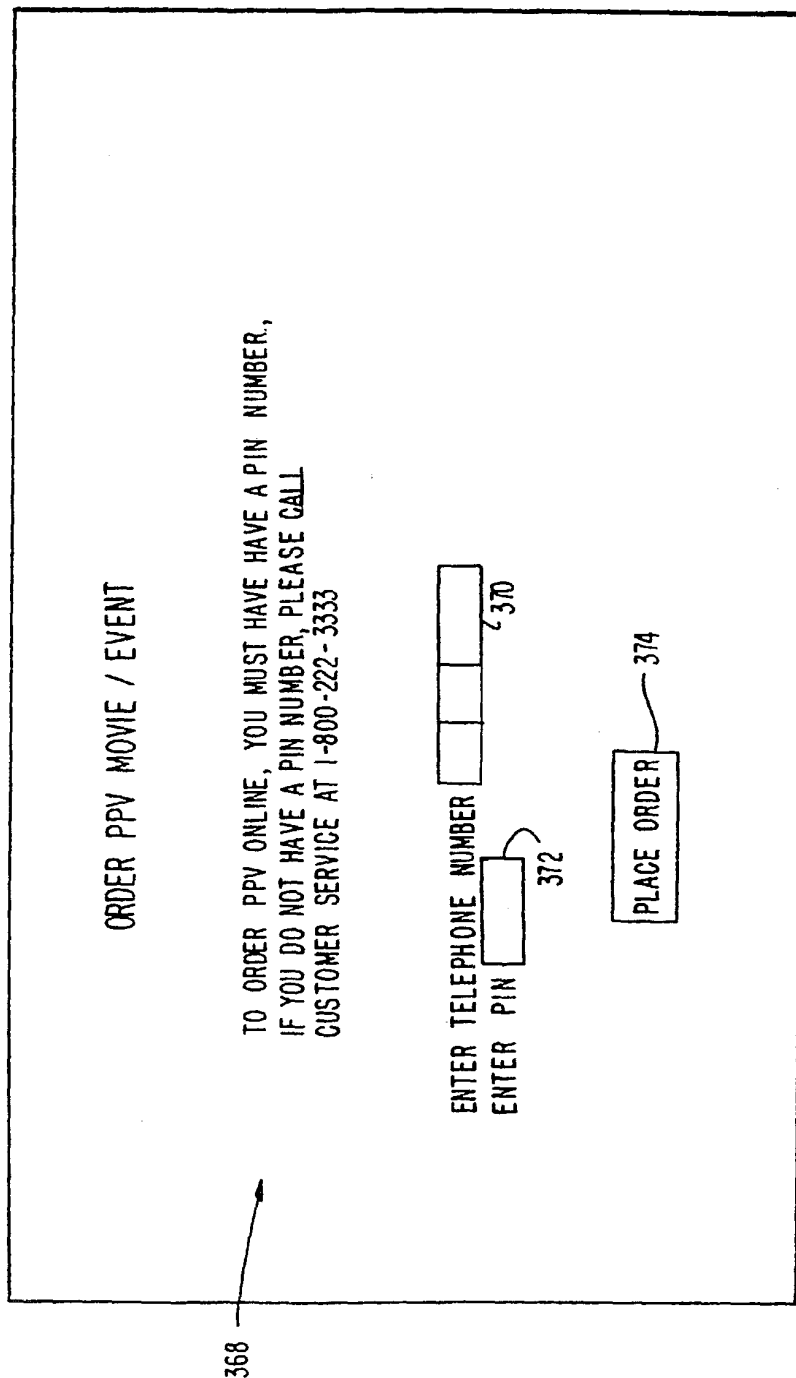 ORDER PPV MOVIE / EVENT
TO ORDER PPV ONLINE, YOU MUST HAVE HAVE A PIN NUMBER.,
IF YOU DO NOT HAVE A PIN NUMBER, PLEASE CALL
CUSTOMER SERVICE AT 1-800-222-3333
368
ENTER TELEPHONE NUMBER
370
ENTER PIN
372
PLACE ORDER
374